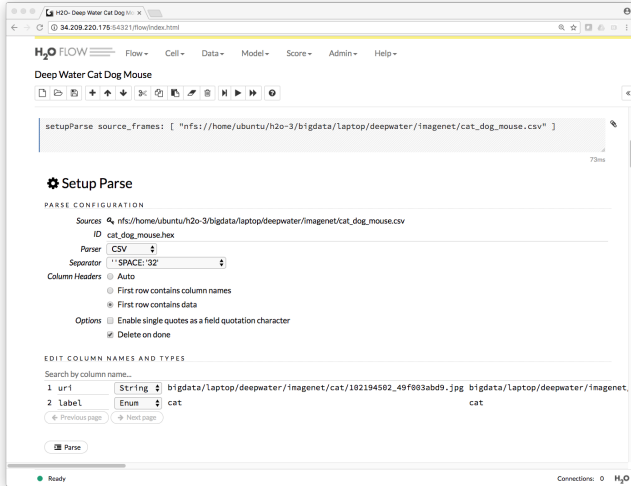 H2O- Deep Water Cat Dog Mo
34.209.220.175:54321/flow/index.html
H2O FLOW Flow Cell Data Model Score Admin Help
Deep Water Cat Dog Mouse
setupParse source_frames: [ "nfs://home/ubuntu/h2o-3/bigdata/laptop/deepwater/imagenet/cat_dog_mouse.csv" ]
73ms
Setup Parse
PARSE CONFIGURATION
Sources nfs://home/ubuntu/h2o-3/bigdata/laptop/deepwater/imagenet/cat_dog_mouse.csv
ID cat_dog_mouse.hex
Parser CSV
Separator ' ' SPACE: '32'
Column Headers Auto
First row contains column names
First row contains data
Options Enable single quotes as a field quotation character
Delete on done
EDIT COLUMN NAMES AND TYPES
Search by column name...
1 uri String bigdata/laptop/deepwater/imagenet/cat/102194502_49f003abd9.jpg bigdata/laptop/deepwater/imagenet,
2 label Enum cat cat
Previous page Next page
Parse
Ready Connections: 0 H2O